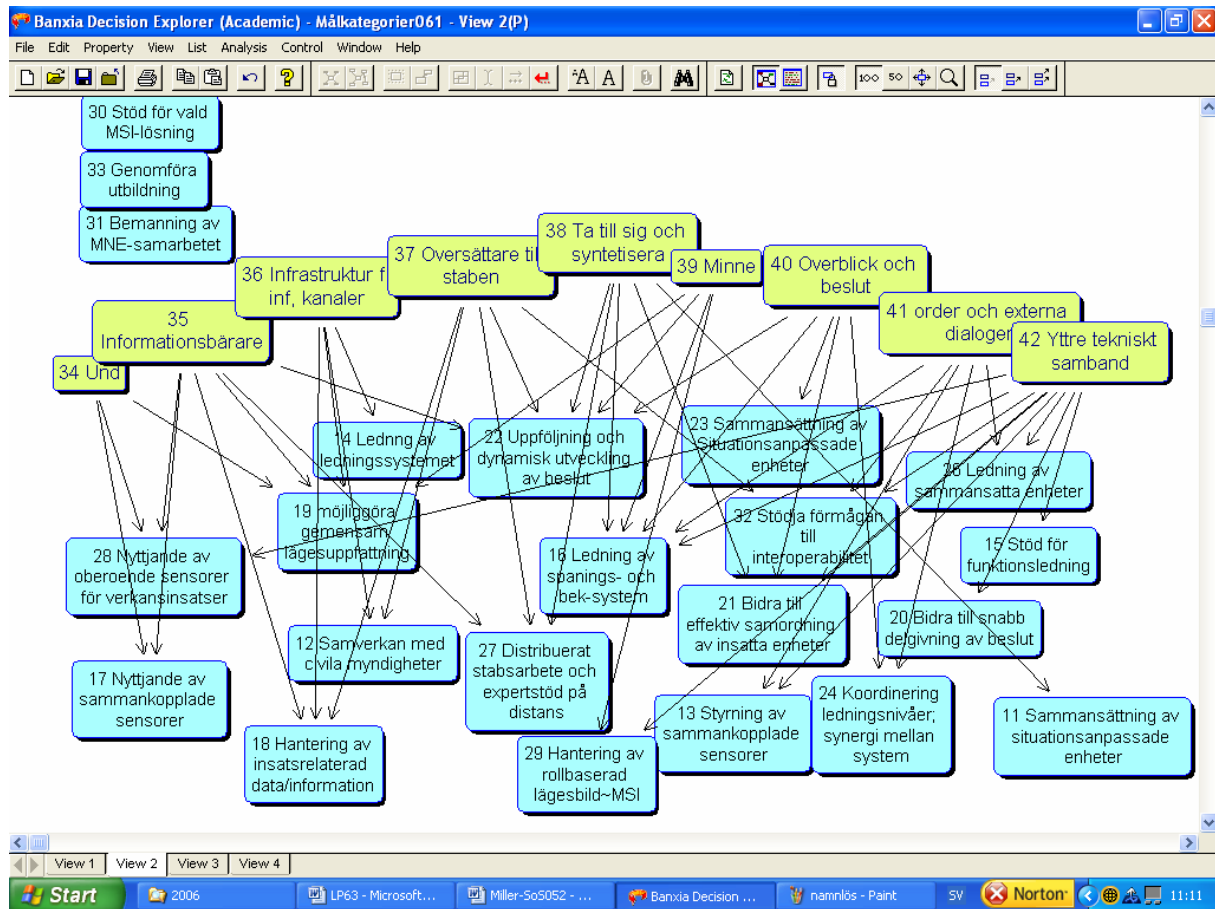 Banxia Decision Explorer (Academic) - Målkategorier061 - View 2(P)
File Edit Property View List Analysis Control Window Help
100 50
30 Stöd för vald
MSI-lösning
33 Genomföra
utbildning
31 Bemanning av
MNE-samarbetet
34 Und
35
Informationsbärare
36 Infrastruktur f
inf, kanaler
37 Oversättare til
staben
38 Ta till sig och
syntetisera
39 Minne
40 Overblick och
beslut
41 order och externa
dialoger
42 Yttre tekniskt
samband
14 Lednng av
ledningssystemet
22 Uppföljning och
dynamisk utveckling
av beslut
23 Sammansättning av
Situationsanpassade
enheter
26 Ledning av
sammansatta enheter
19 möjliggöra
gemensam
lägesuppfattning
32 Stödja förmågan
till
interoperabilitet
28 Nyttjande av
oberoende sensorer
för verkansinsatser
16 Ledning av
spanings- och
bek-system
15 Stöd för
funktionsledning
21 Bidra till
effektiv samordning
av insatta enheter
20 Bidra till snabb
delgivning av beslut
12 Samverkan med
civila myndigheter
27 Distribuerat
stabsarbete och
expertstöd på
distans
17 Nyttjande av
sammankopplade
sensorer
18 Hantering av
insatsrelaterad
data/information
29 Hantering av
rollbaserad
lägesbild~MSI
13 Styrning av
sammankopplade
sensorer
24 Koordinering
ledningsnivåer;
synergi mellan
system
11 Sammansättning av
situationsanpassade
enheter
View 1 View 2 View 3 View 4
Start 2006 LP63 - Microsoft... Miller-SoS052 - ... Banxia Decision ... namnlös - Paint SV Norton 11:11